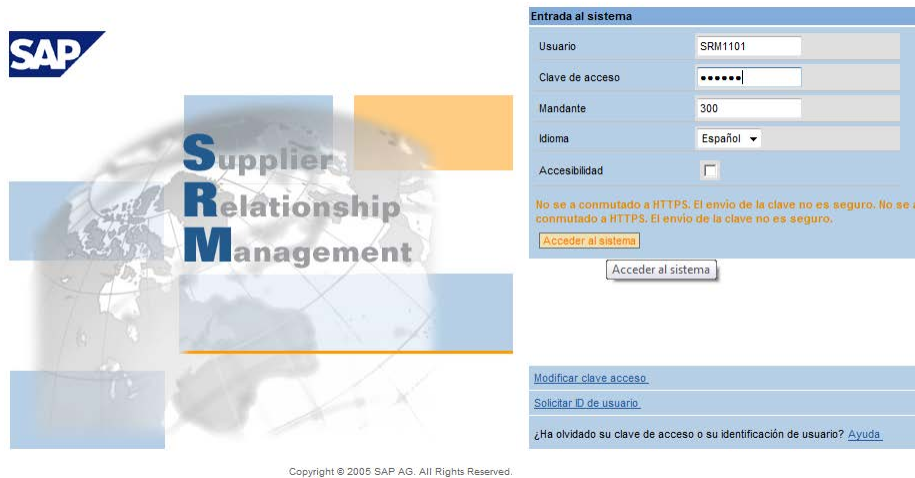 SAP
Supplier
Relationship
Management
Copyright © 2005 SAP AG. All Rights Reserved.
Entrada al sistema
Usuario SRM1101
Clave de acceso ••••••
Mandante 300
Idioma Español
Accesibilidad
No se a conmutado a HTTPS. El envio de la clave no es seguro. No se a
conmutado a HTTPS. El envio de la clave no es seguro.
Acceder al sistema
Acceder al sistema
Modificar clave acceso
Solicitar ID de usuario
¿Ha olvidado su clave de acceso o su identificación de usuario? Ayuda